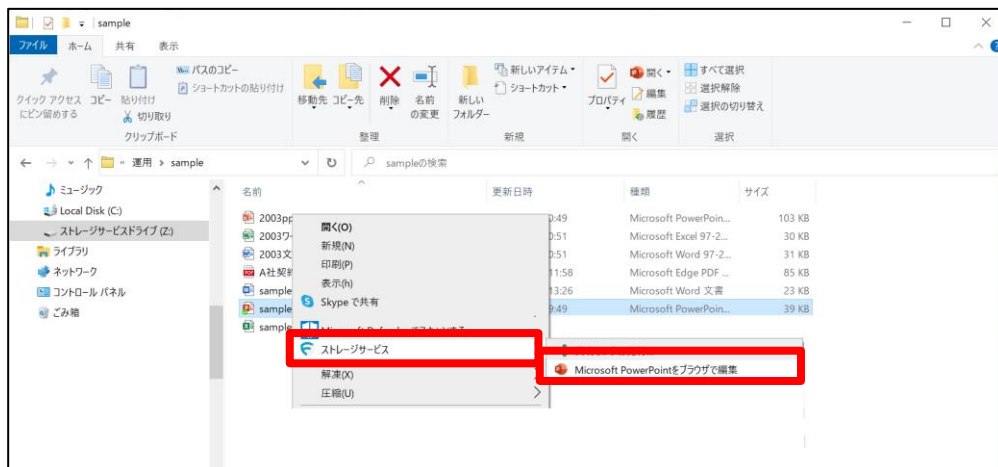 sample
ファイル ホーム 共有 表示
クイック アクセスにピン留めする
コピー
貼り付け
パスのコピー
ショートカットの貼り付け
切り取り
クリップボード
移動先
コピー先
削除
名前の変更
整理
新しいフォルダー
新しいアイテム
ショートカット
新規
プロパティ
開く
編集
履歴
開く
すべて選択
選択解除
選択の切り替え
選択
運用 sample
sampleの検索
ミュージック
Local Disk (C:)
ストレージサービスドライブ (Z:)
ライブラリ
ネットワーク
コントロール パネル
ごみ箱
名前 更新日時 種類 サイズ
2003pp :49 Microsoft PowerPoin... 103 KB
2003ワ 0:51 Microsoft Excel 97-2... 30 KB
2003文 0:51 Microsoft Word 97-2... 31 KB
A社契約 11:58 Microsoft Edge PDF ... 85 KB
sample 13:26 Microsoft Word 文書 23 KB
sample 9:49 Microsoft PowerPoin... 39 KB
sample
開く(O)
新規(N)
印刷(P)
表示(h)
Skype で共有
ストレージサービス
解凍(X)
圧縮(U)
Microsoft PowerPointをブラウザで編集